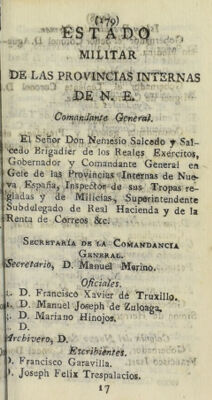 (179)
ESTADO
MILITAR
DE LAS PROVINCIAS INTERNAS
DE N. E.
Comandante General.
El Señor Don Nemesio Salcedo y Sal-
cedo Brigadier de los Reales Exércitos,
Gobernador y Comandante General en
Gefe de las Provincias Internas de Nue-
va España, Inspector de sus Tropas re-
gladas y de Milicias, Superintendente
Subdelegado de Real Hacienda y de la
Renta de Correos &c.
SECRETARÍA DE LA COMANDANCIA
GENERAL.
Secretario, D. Manuel Merino.
Oficiales.
1. D. Francisco Xavier de Truxillo.
2. D. Manuel Joseph de Zuloaga.
3. D. Mariano Hinojos.
D.
Archivero, D.
Escribientes.
D. Francisco Garavilla.
D. Joseph Felix Trespalacios.
17